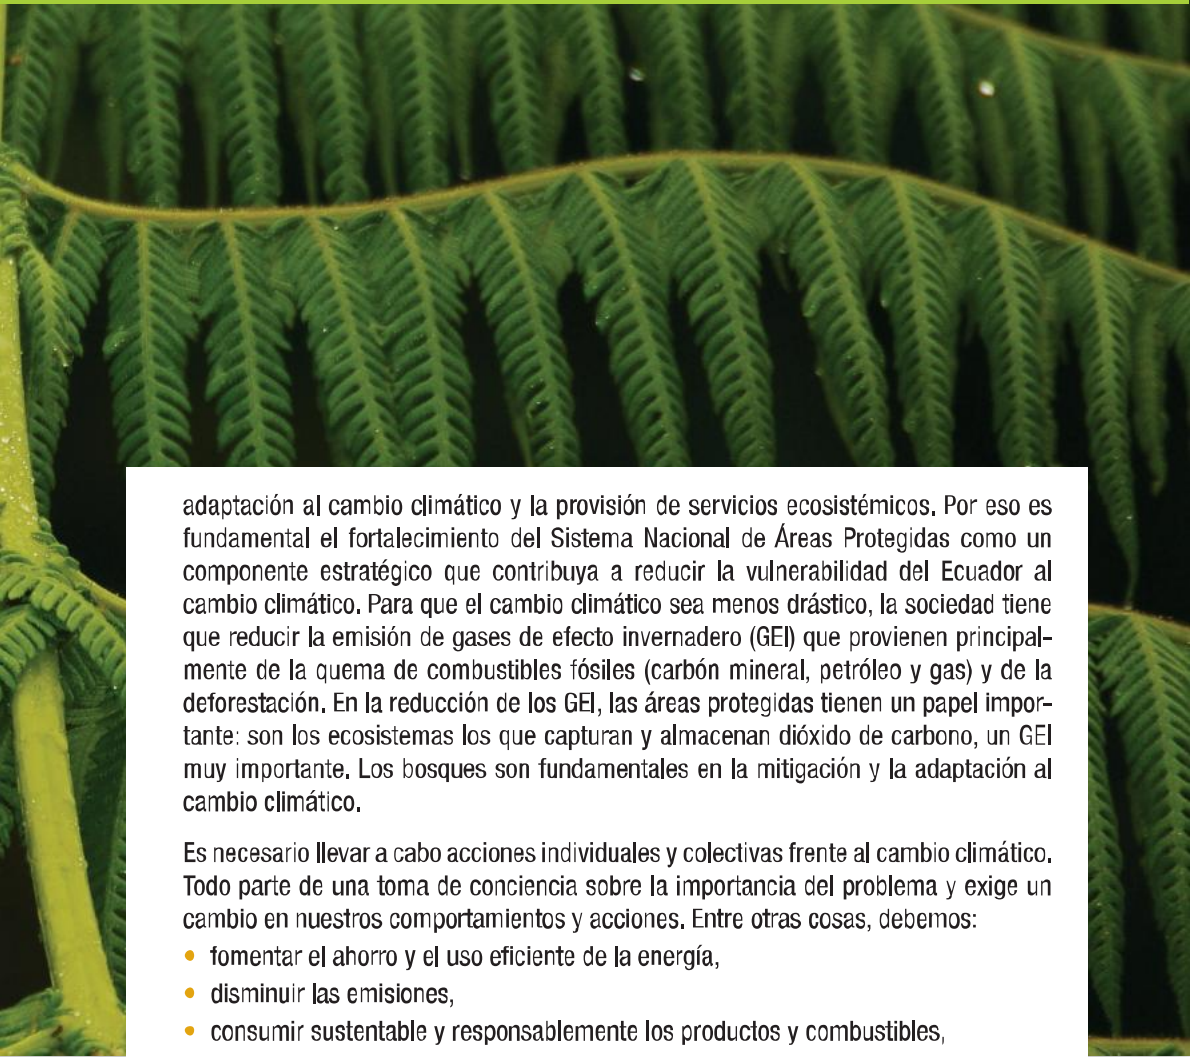 adaptación al cambio climático y la provisión de servicios ecosistémicos. Por eso es
fundamental el fortalecimiento del Sistema Nacional de Áreas Protegidas como un
componente estratégico que contribuya a reducir la vulnerabilidad del Ecuador al
cambio climático. Para que el cambio climático sea menos drástico, la sociedad tiene
que reducir la emisión de gases de efecto invernadero (GEI) que provienen principal-
mente de la quema de combustibles fósiles (carbón mineral, petróleo y gas) y de la
deforestación. En la reducción de los GEI, las áreas protegidas tienen un papel impor-
tante: son los ecosistemas los que capturan y almacenan dióxido de carbono, un GEI
muy importante. Los bosques son fundamentales en la mitigación y la adaptación al
cambio climático.
Es necesario llevar a cabo acciones individuales y colectivas frente al cambio climático.
Todo parte de una toma de conciencia sobre la importancia del problema y exige un
cambio en nuestros comportamientos y acciones. Entre otras cosas, debemos:
• fomentar el ahorro y el uso eficiente de la energía,
• disminuir las emisiones,
• consumir sustentable y responsablemente los productos y combustibles,